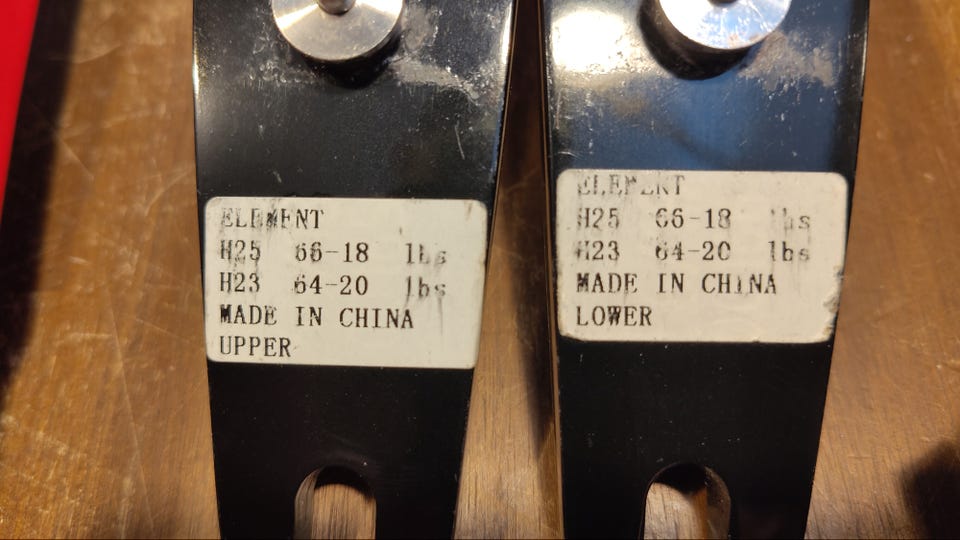 ELEMENT
H25 66-18 lbs
H23 64-20 lbs
MADE IN CHINA
UPPER
ELEMENT
H25 66-18 lbs
H23 64-20 lbs
MADE IN CHINA
LOWER